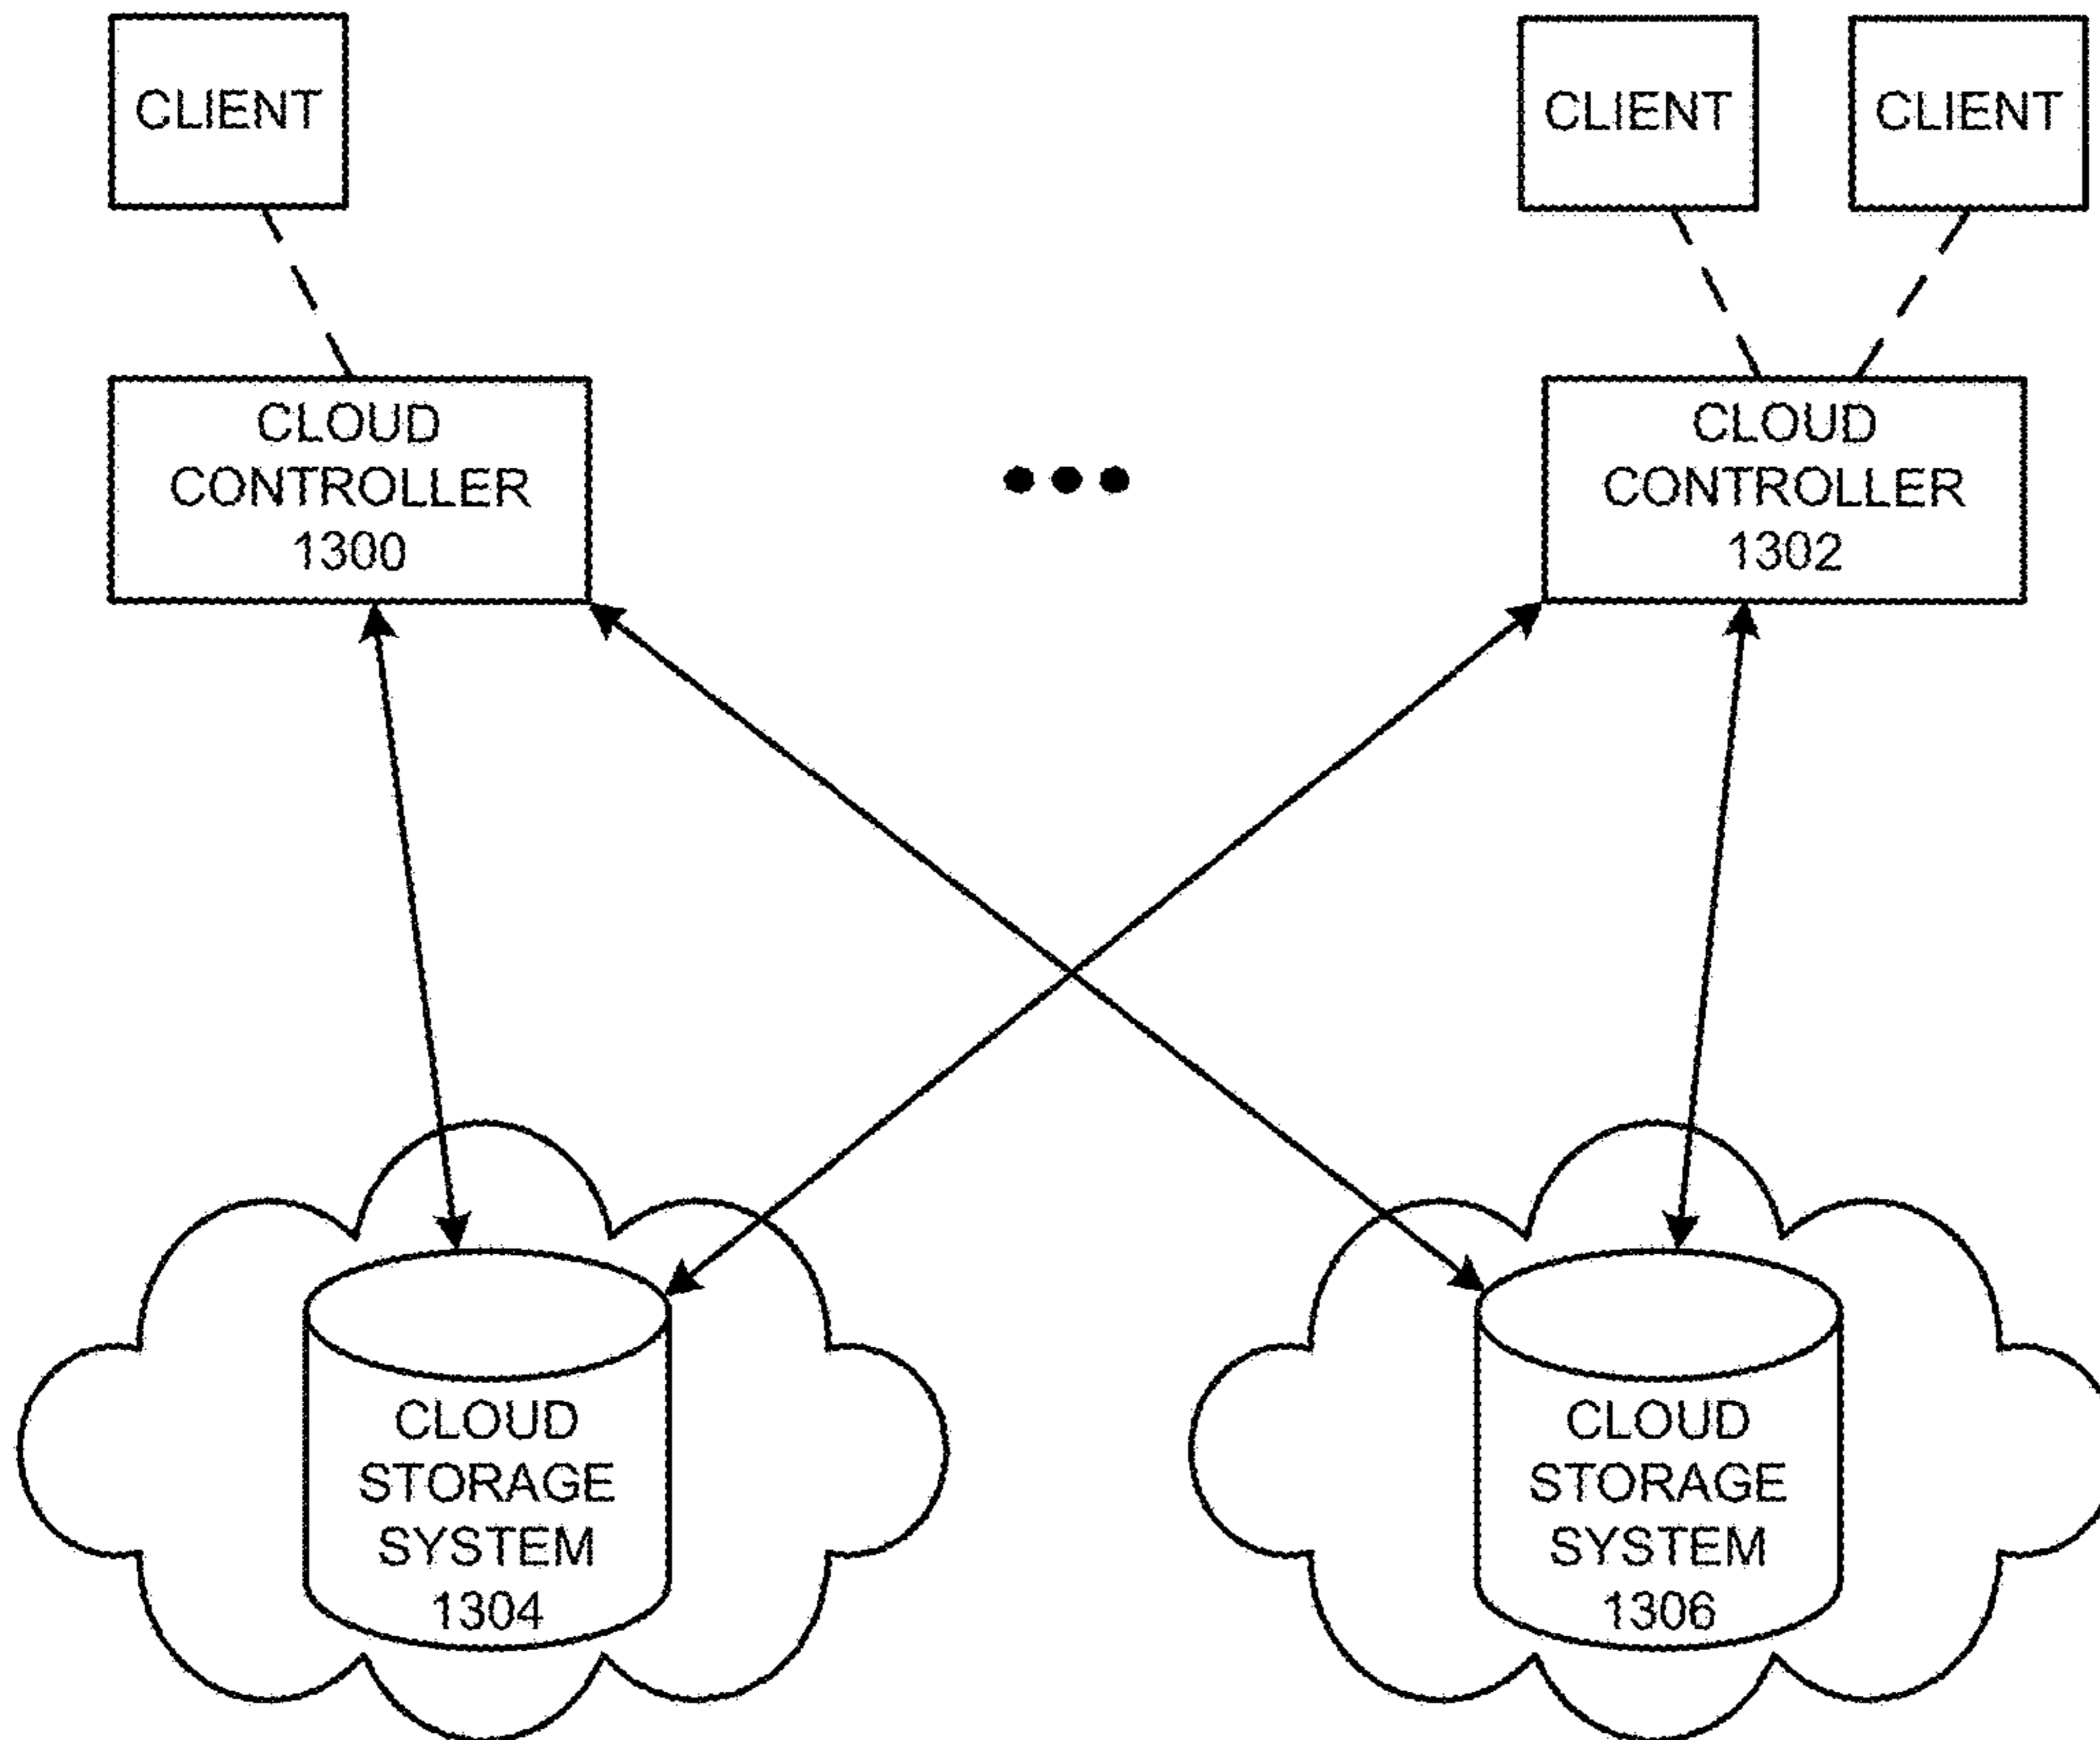 CLIENT
CLIENT
CLIENT
CLOUD
CONTROLLER
1300
CLOUD
CONTROLLER
1302
CLOUD
STORAGE
SYSTEM
1304
CLOUD
STORAGE
SYSTEM
1306